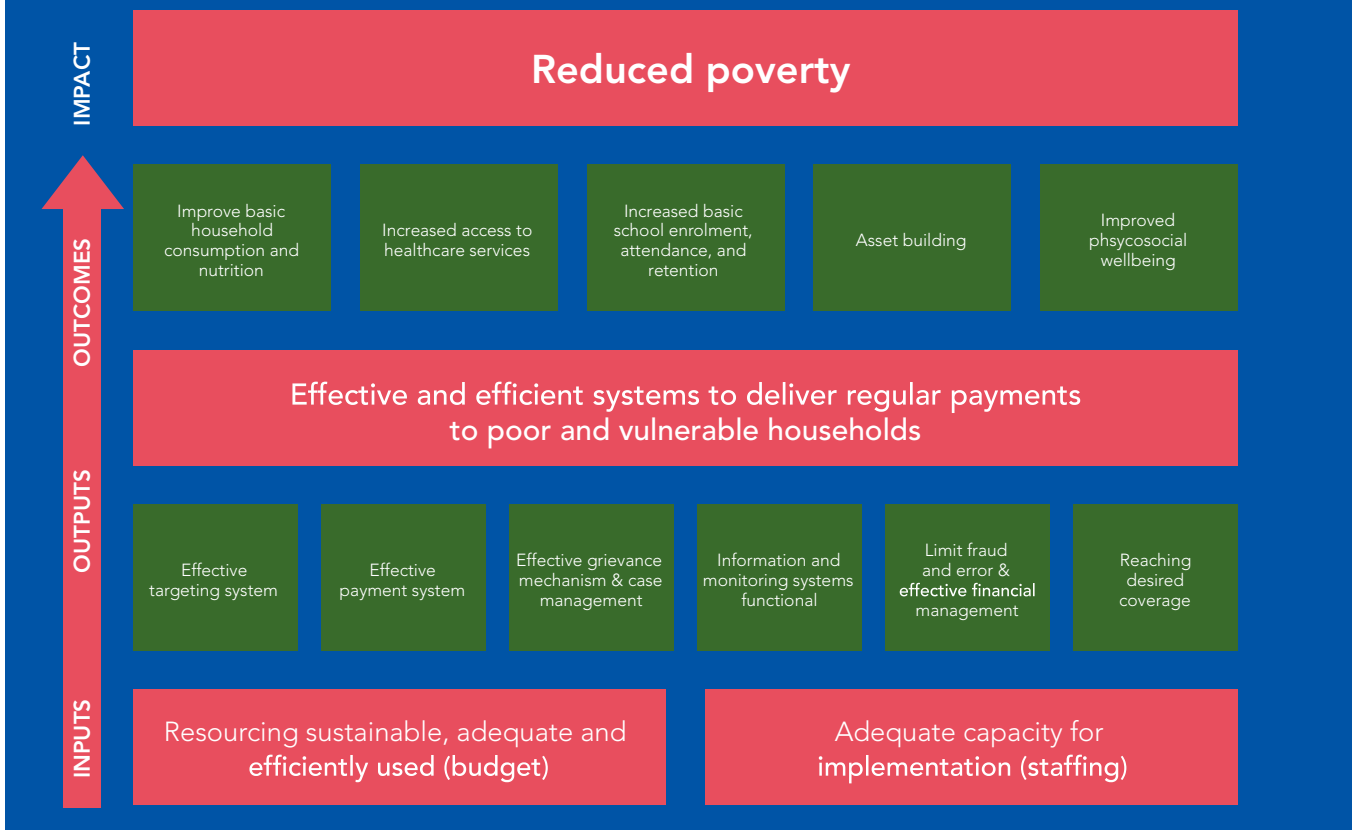 IMPACT
Reduced poverty
OUTCOMES
Improve basic
household
consumption and
nutrition
Increased access to
healthcare services
Increased basic
school enrolment,
attendance, and
retention
Asset building
Improved
phsycosocial
wellbeing
Effective and efficient systems to deliver regular payments
to poor and vulnerable households
OUTPUTS
Effective
targeting system
Effective
payment system
Effective grievance
mechanism & case
management
Information and
monitoring systems
functional
Limit fraud
and error &
effective financial
management
Reaching
desired
coverage
INPUTS
Resourcing sustainable, adequate and
efficiently used (budget)
Adequate capacity for
implementation (staffing)